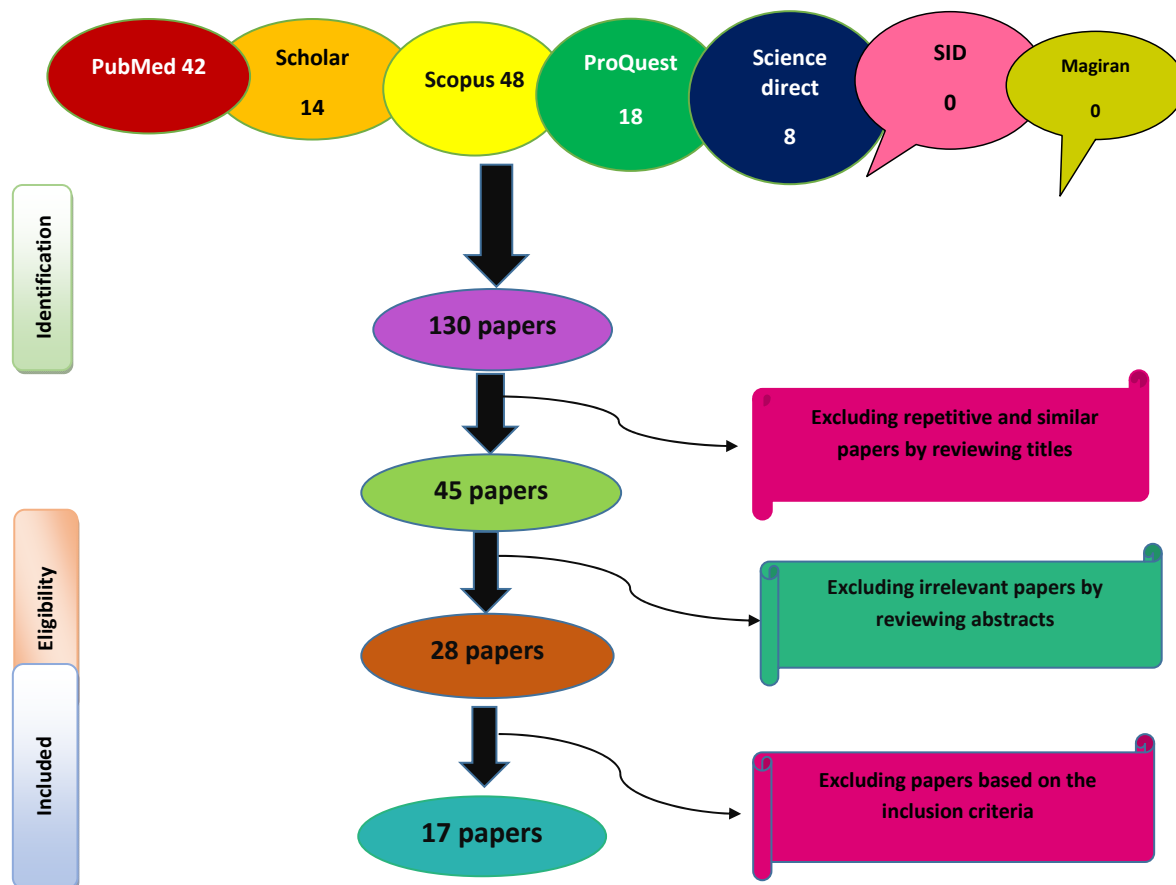 PubMed 42
Scholar
14
Scopus 48
ProQuest
18
Science
direct
8
SID
0
Magiran
0
Identification
130 papers
Excluding repetitive and similar
papers by reviewing titles
45 papers
Eligibility
Excluding irrelevant papers by
reviewing abstracts
28 papers
Included
Excluding papers based on the
inclusion criteria
17 papers